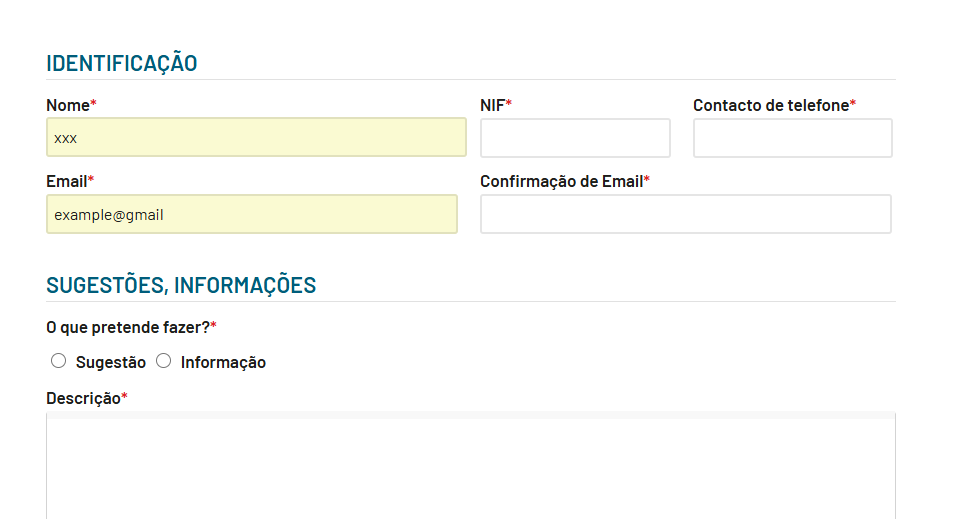 IDENTIFICAÇÃO
Nome* NIF* Contacto de telefone*
xxx
Email* Confirmação de Email*
example@gmail
SUGESTÕES, INFORMAÇÕES
O que pretende fazer?*
Sugestão Informação
Descrição*